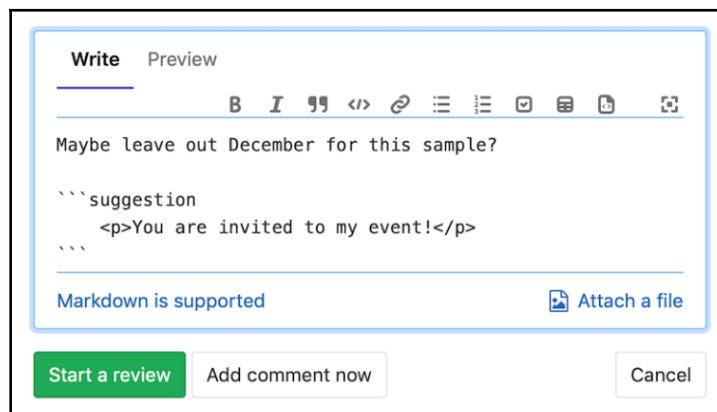 Write Preview
B I
Maybe leave out December for this sample?
```suggestion
    <p>You are invited to my event!</p>
```
Markdown is supported Attach a file
Start a review Add comment now Cancel